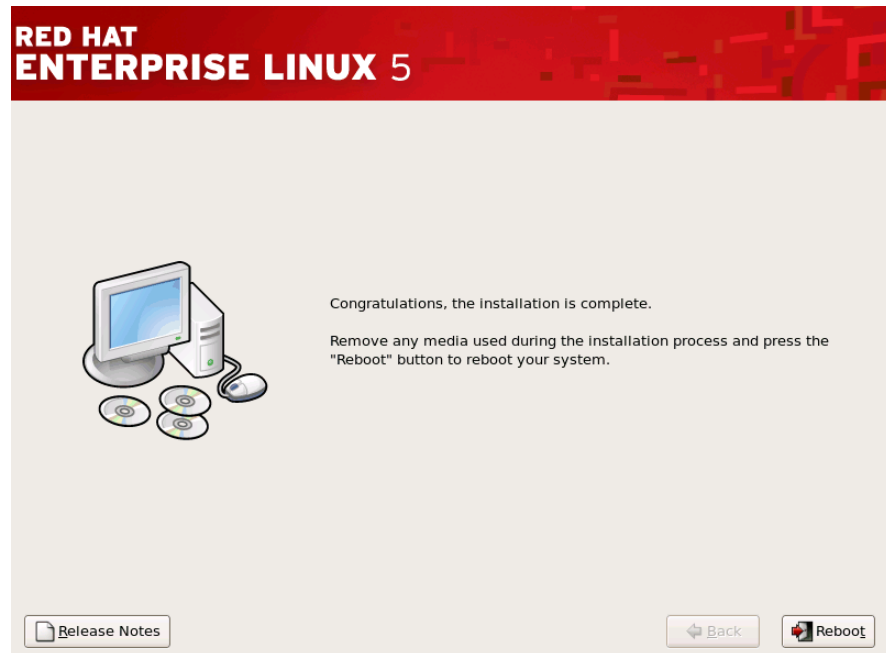 RED HAT
ENTERPRISE LINUX 5
Congratulations, the installation is complete.
Remove any media used during the installation process and press the
"Reboot" button to reboot your system.
Release Notes
Back
Reboot